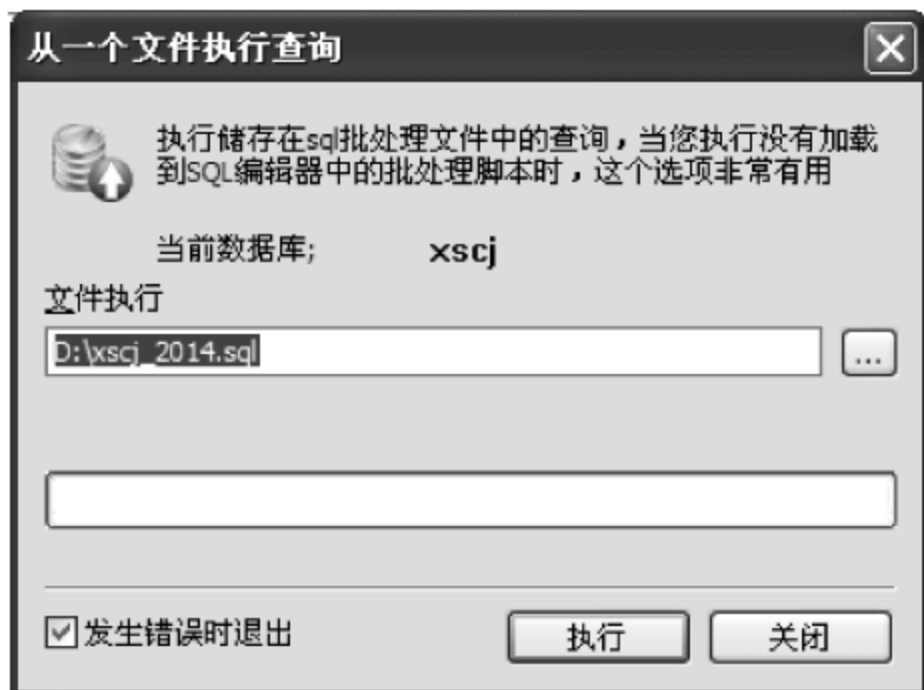 从一个文件执行查询
执行储存在sql批处理文件中的查询，当您执行没有加载
到SQL编辑器中的批处理脚本时，这个选项非常有用
当前数据库; xscj
文件执行
D:\xscj_2014.sql
...
发生错误时退出 执行 关闭